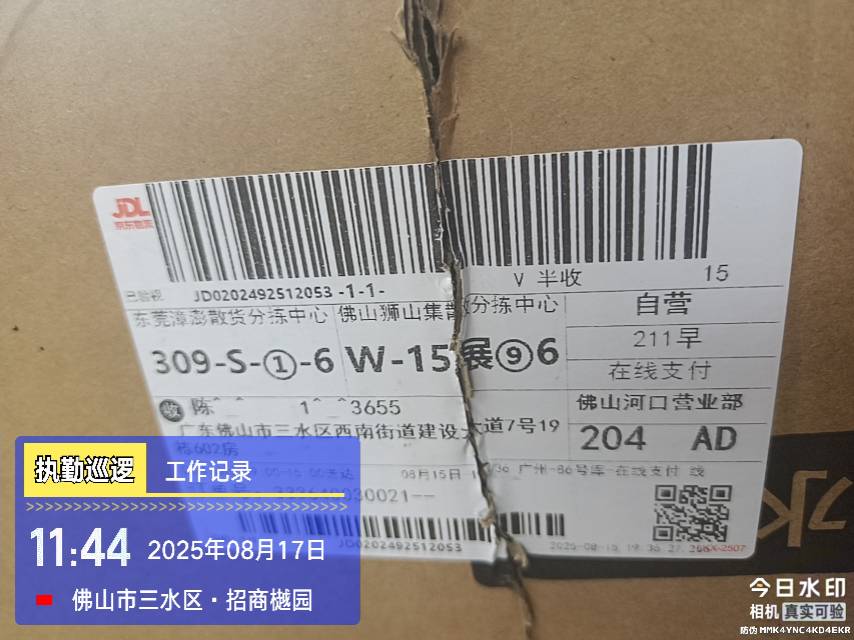 JDL
京东物流
已验视
JD0202492512053 -1-1-
V 半收
15
东莞漳澎散货分拣中心
佛山狮山集散分拣中心
自营
309-S-①-6
W-15
展⑨6
211早
在线支付
陈^_^
1^_^3655
佛山河口营业部
广东佛山市三水区西南街道建设大道7号19
栋602房
204 AD
08月15日
广州-86号库-在线支付
JD0202492512053
水
执勤巡逻
工作记录
11:44
2025年08月17日
佛山市三水区·招商樾园
今日水印
相机 真实可验
防伪 MMK4YNC4KD4EKR